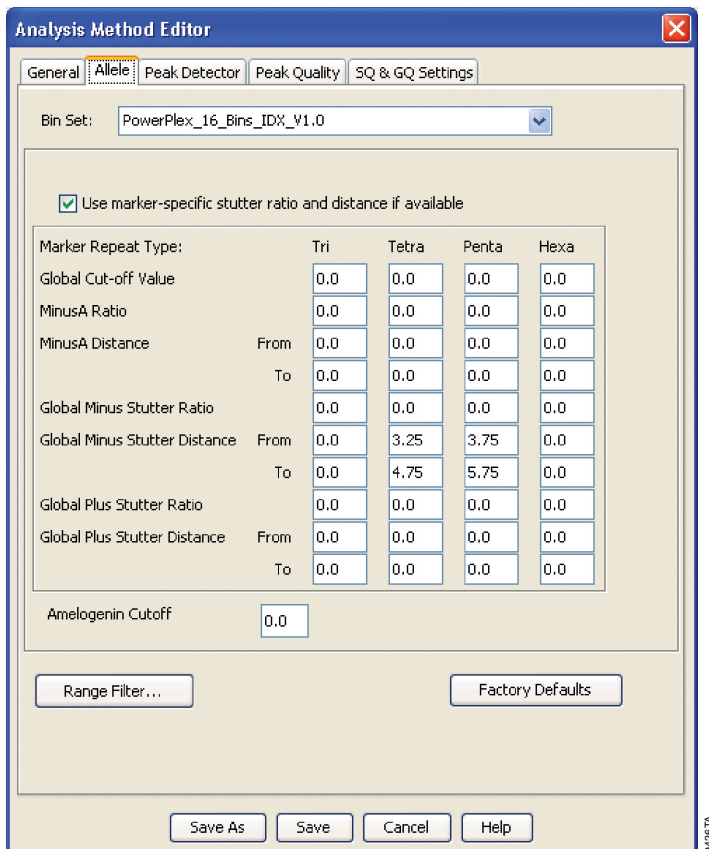 Analysis Method Editor
General Allele Peak Detector Peak Quality SQ & GQ Settings
Bin Set: PowerPlex_16_Bins_IDX_V1.0
Use marker-specific stutter ratio and distance if available
Marker Repeat Type: Tri Tetra Penta Hexa
Global Cut-off Value 0.0 0.0 0.0 0.0
MinusA Ratio 0.0 0.0 0.0 0.0
MinusA Distance From 0.0 0.0 0.0 0.0
To 0.0 0.0 0.0 0.0
Global Minus Stutter Ratio 0.0 0.0 0.0 0.0
Global Minus Stutter Distance From 0.0 3.25 3.75 0.0
To 0.0 4.75 5.75 0.0
Global Plus Stutter Ratio 0.0 0.0 0.0 0.0
Global Plus Stutter Distance From 0.0 0.0 0.0 0.0
To 0.0 0.0 0.0 0.0
Amelogenin Cutoff 0.0
Range Filter... Factory Defaults
Save As Save Cancel Help